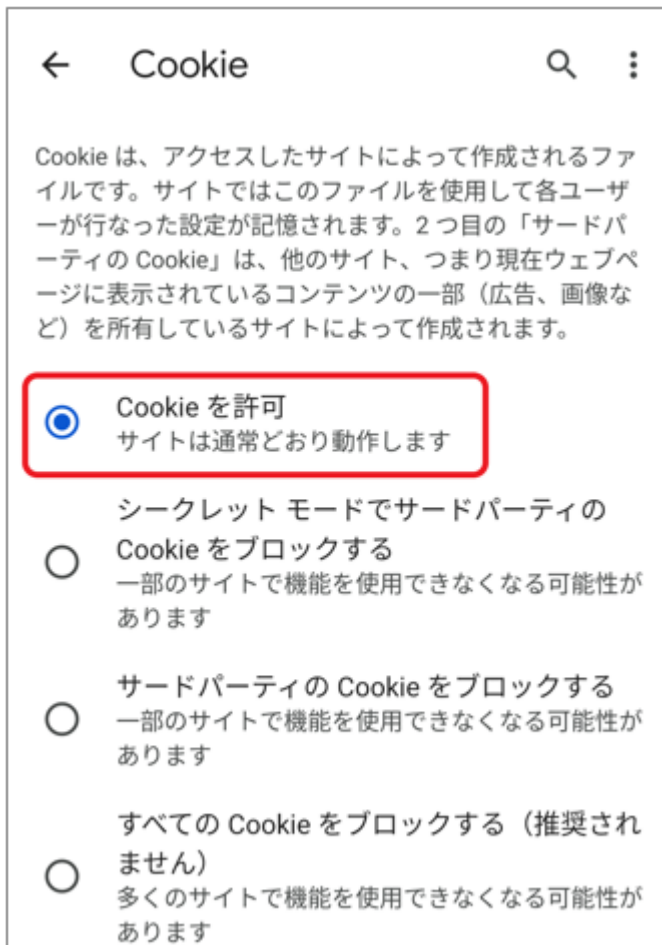 Cookie
Cookie は、アクセスしたサイトによって作成されるファ
イルです。サイトではこのファイルを使用して各ユーザ
ーが行なった設定が記憶されます。2 つ目の「サードパ
ーティの Cookie」は、他のサイト、つまり現在ウェブペ
ージに表示されているコンテンツの一部（広告、画像な
ど）を所有しているサイトによって作成されます。
Cookie を許可
サイトは通常どおり動作します
シークレット モードでサードパーティの
Cookie をブロックする
一部のサイトで機能を使用できなくなる可能性が
あります
サードパーティの Cookie をブロックする
一部のサイトで機能を使用できなくなる可能性が
あります
すべての Cookie をブロックする（推奨され
ません）
多くのサイトで機能を使用できなくなる可能性が
あります